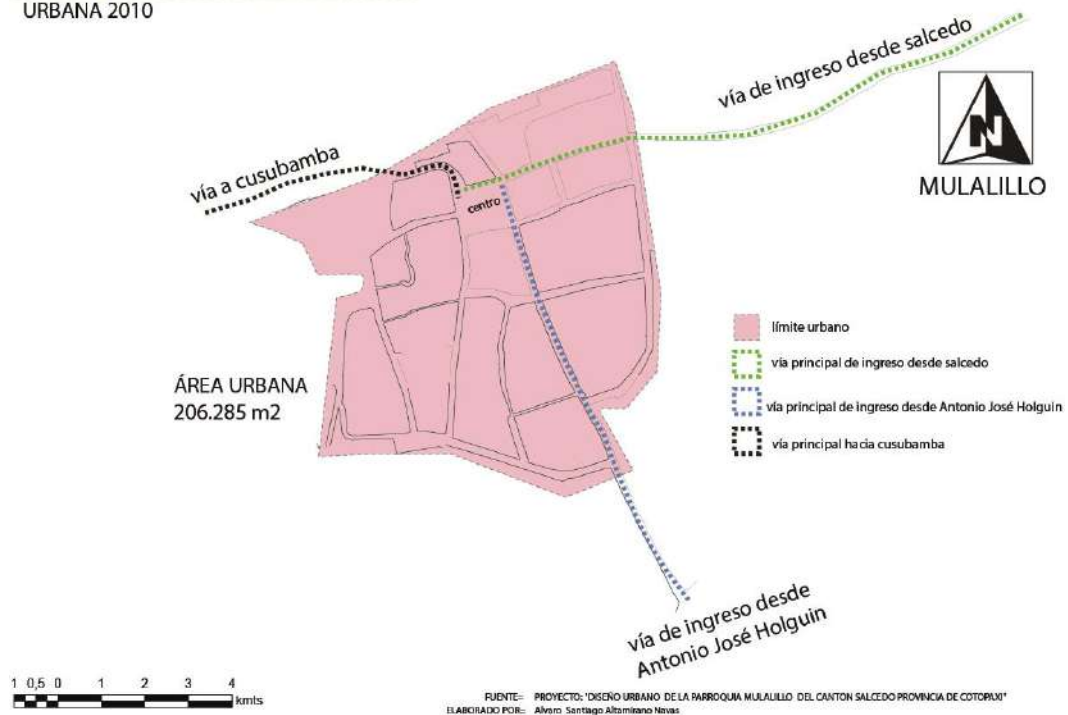 URBANA 2010
vía de ingreso desde salcedo
N
MULALILLO
vía a cusubamba
centro
límite urbano
vía principal de ingreso desde salcedo
vía principal de ingreso desde Antonio José Holguin
vía principal hacia cusubamba
ÁREA URBANA
206.285 m2
vía de ingreso desde
Antonio José Holguin
1 0,5 0 1 2 3 4
kmts
FUENTE= PROYECTO: "DISEÑO URBANO DE LA PARROQUIA MULALILLO DEL CANTON SALCEDO PROVINCIA DE COTOPAXI"
ELABORADO POR= Alvaro Santiago Altamirano Navas